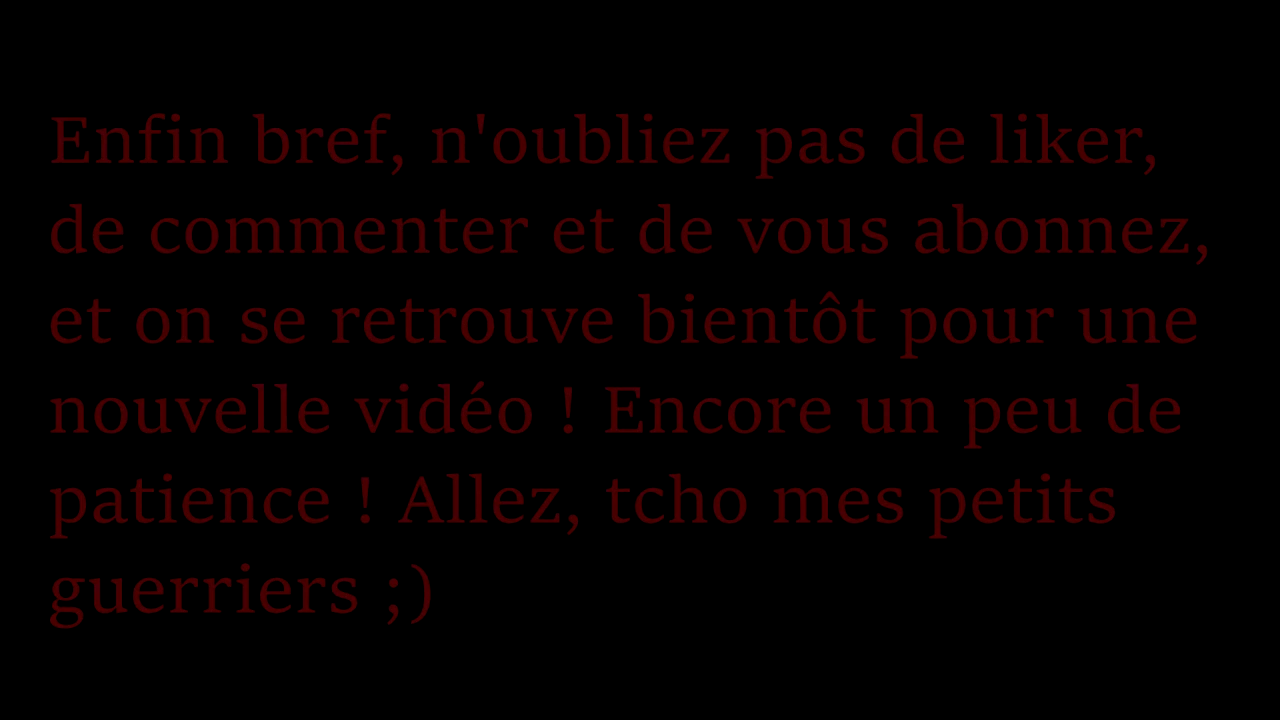 Enfin bref, n'oubliez pas de liker,
de commenter et de vous abonnez,
et on se retrouve bientôt pour une
nouvelle vidéo ! Encore un peu de
patience ! Allez, tcho mes petits
guerriers ;)